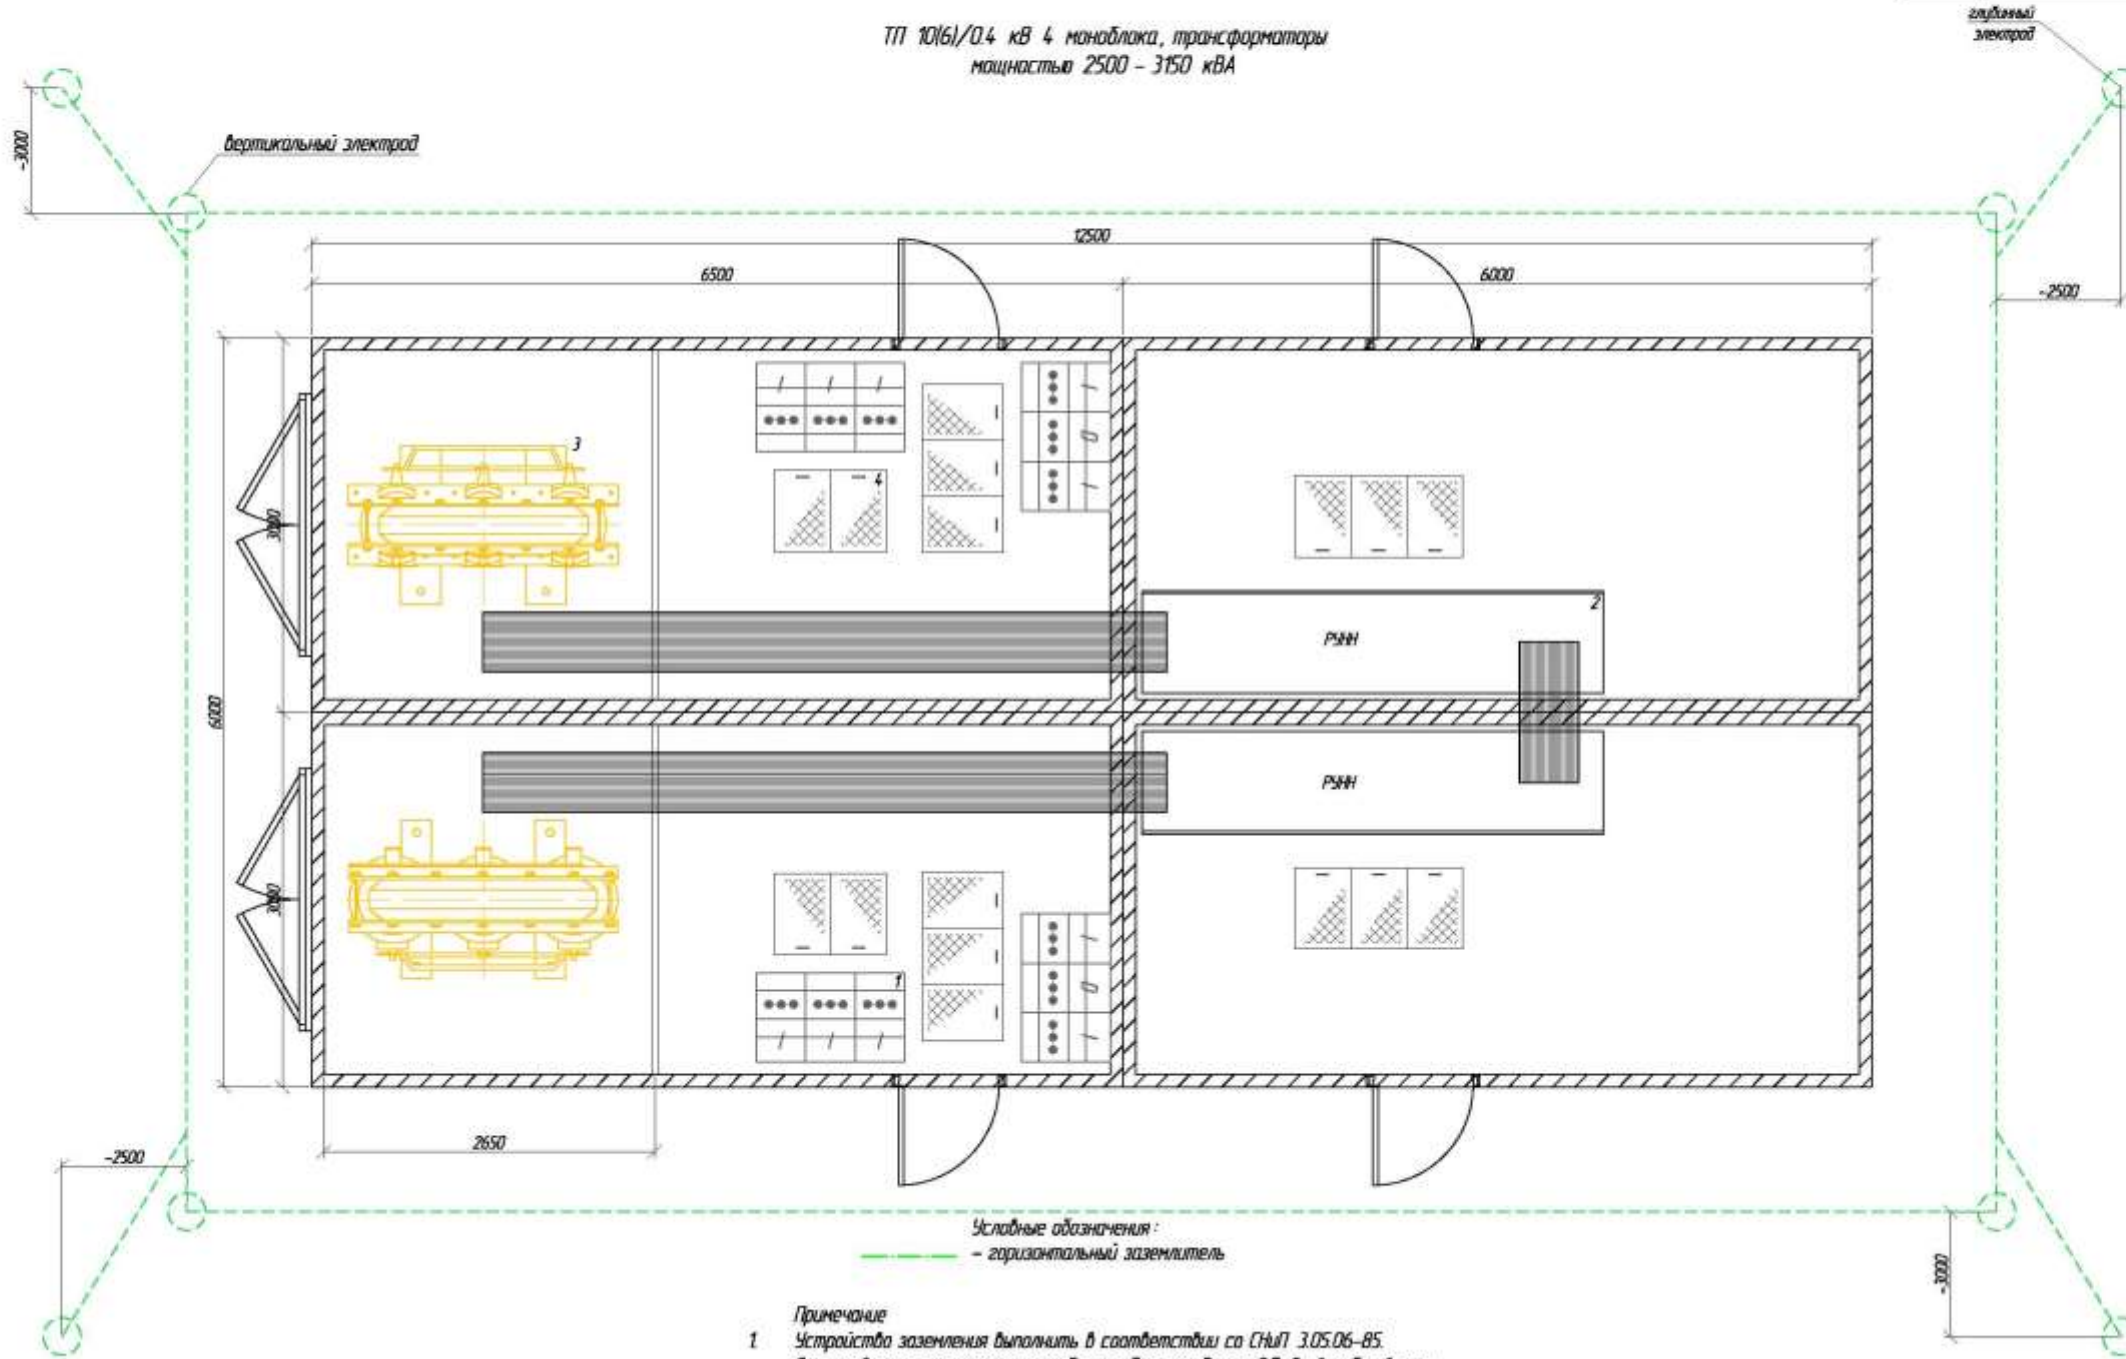 глубинный
электрод
ТП 10(6)/0.4 кВ 4 моноблока, трансформаторы
мощностью 2500 - 3150 кВА
~3000
вертикальный электрод
12500
6500
6000
~2500
3
4
3000
2
РУНН
6000
РУНН
3000
1
2650
~2500
Условные обозначения :
- горизонтальный заземлитель
~3000
Примечание
1. Устройство заземления выполнить в соответствии со СНиП 3.05.06-85.